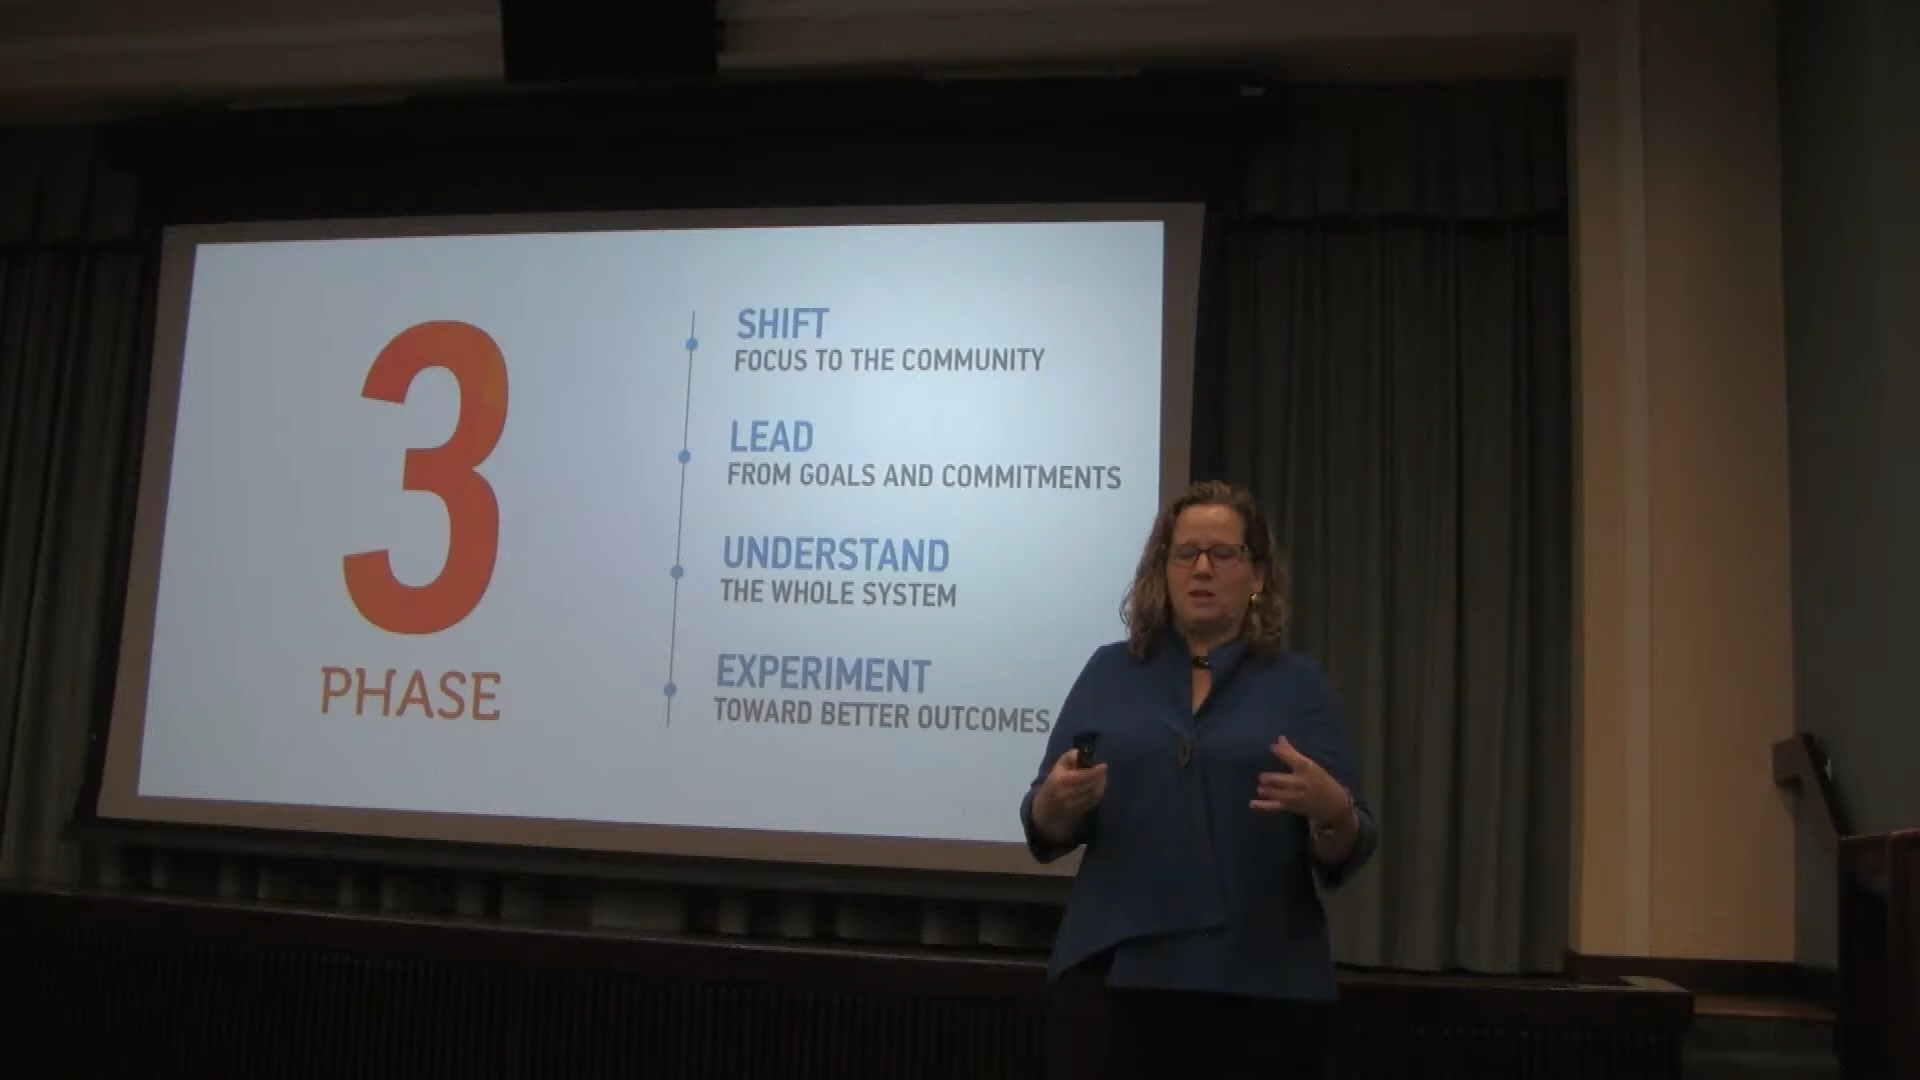 3
PHASE
SHIFT
FOCUS TO THE COMMUNITY
LEAD
FROM GOALS AND COMMITMENTS
UNDERSTAND
THE WHOLE SYSTEM
EXPERIMENT
TOWARD BETTER OUTCOMES